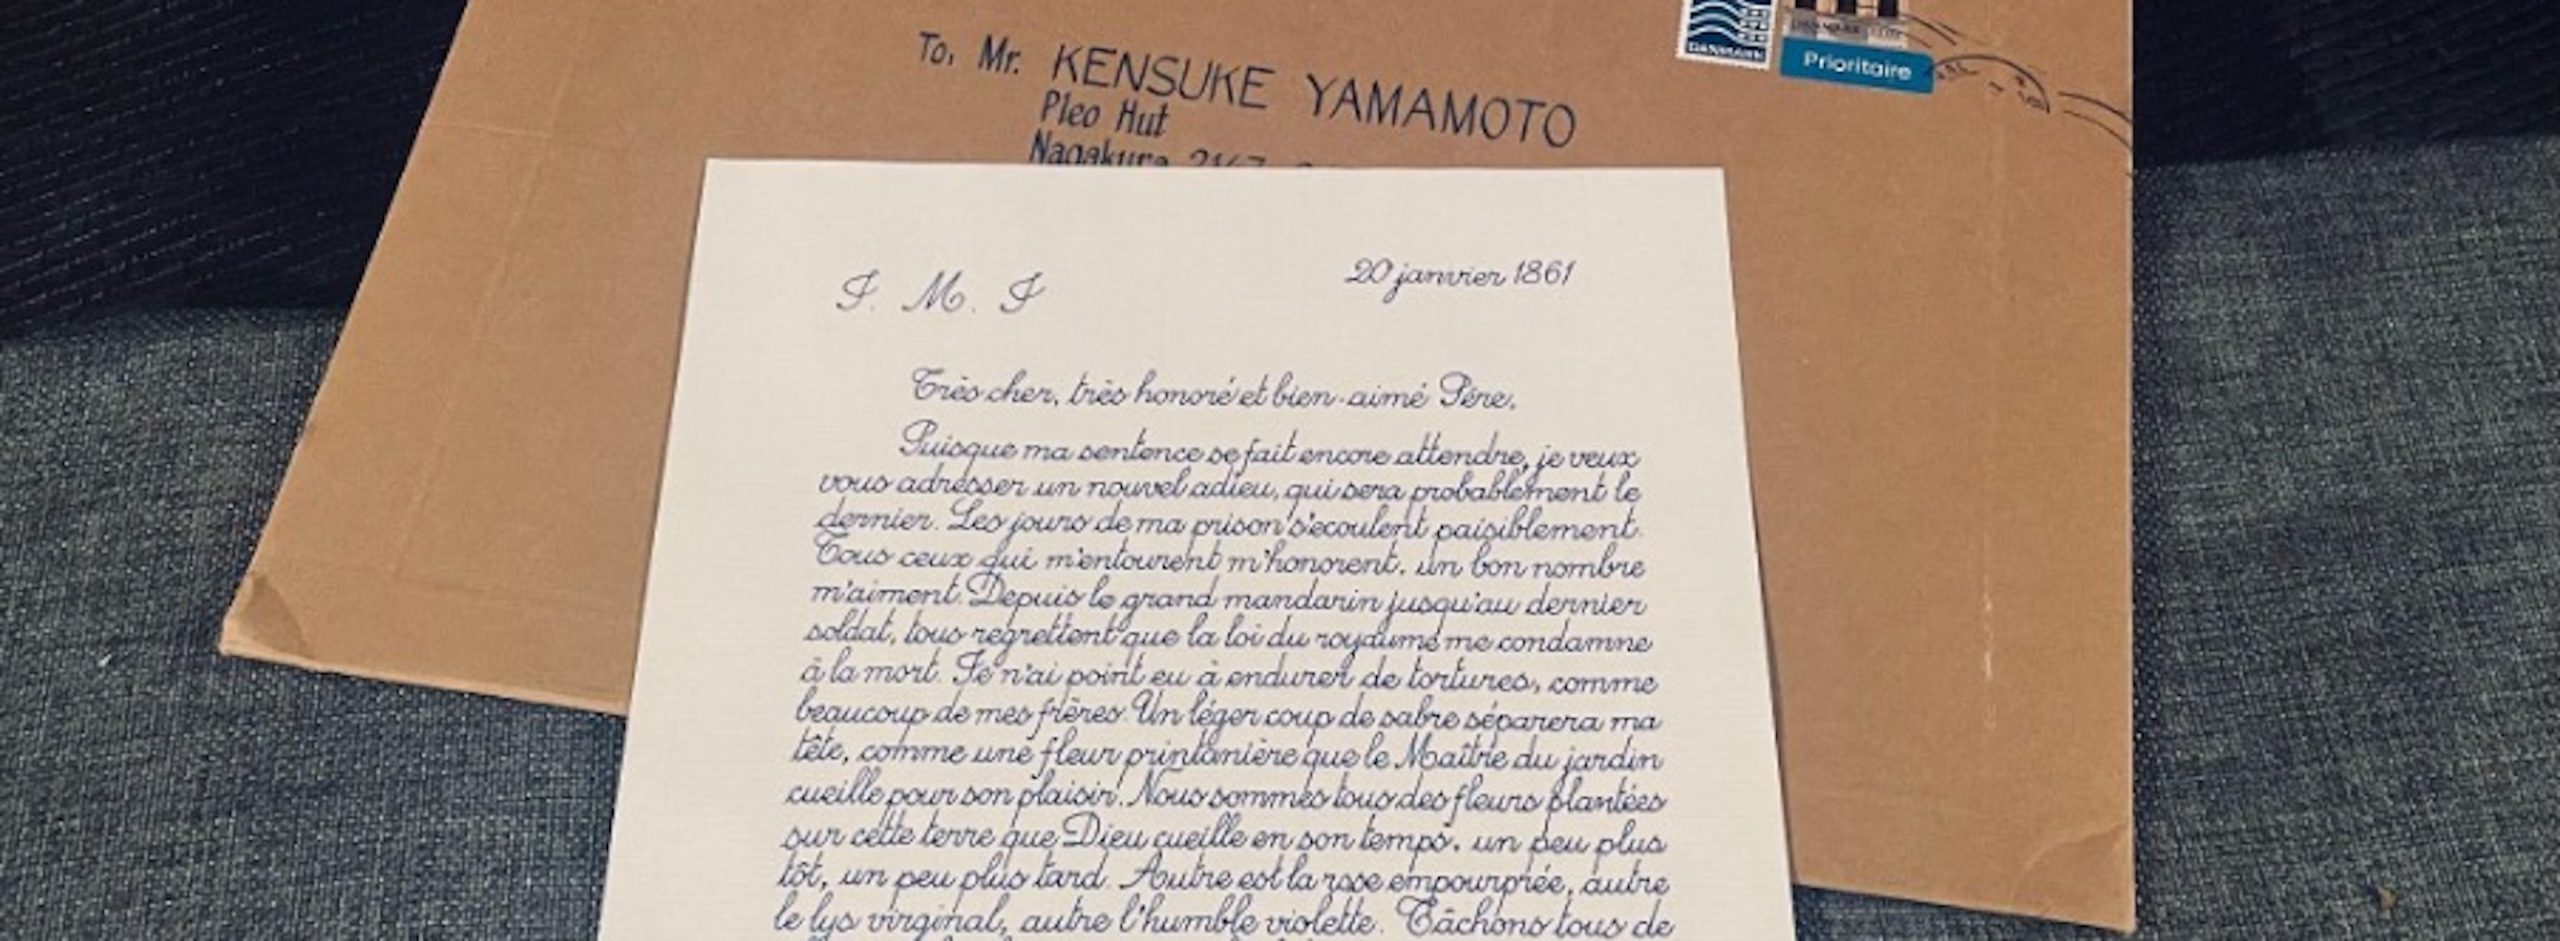 To, Mr. KENSUKE YAMAMOTO
Pleo Hut
Nagakura
DANMARK
DANMARK
Prioritaire
J. M. J
20 janvier 1861
Très cher, très honoré et bien-aimé Père,
Puisque ma sentence se fait encore attendre, je veux
vous adresser un nouvel adieu, qui sera probablement le
dernier. Les jours de ma prison s'écoulent paisiblement.
Tous ceux qui m'entourent m'honorent, un bon nombre
m'aiment. Depuis le grand mandarin jusqu'au dernier
soldat, tous regrettent que la loi du royaume me condamne
à la mort. Je n'ai point eu à endurer de tortures, comme
beaucoup de mes frères. Un léger coup de sabre séparera ma
tête, comme une fleur printanière que le Maître du jardin
cueille pour son plaisir. Nous sommes tous des fleurs plantées
sur cette terre que Dieu cueille en son temps, un peu plus
tôt, un peu plus tard. Autre est la rose empourprée, autre
le lys virginal, autre l'humble violette. Tâchons tous de